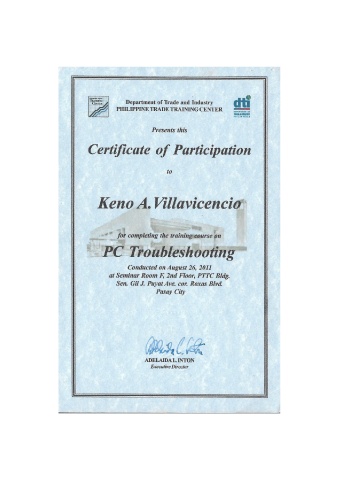 Department of Trade and Industry
PHILIPPINE TRADE TRAINING CENTER
dti
Presents this
Certificate of Participation
to
Keno A. Villavicencio
for completing the training course on
PC Troubleshooting
Conducted on August 26, 2011
at Seminar Room F, 2nd Floor, PTTC Bldg.
Sen. Gil J. Puyat Ave. cor. Roxas Blvd.
Pasay City
ADELAIDA L. INTON
Executive Director